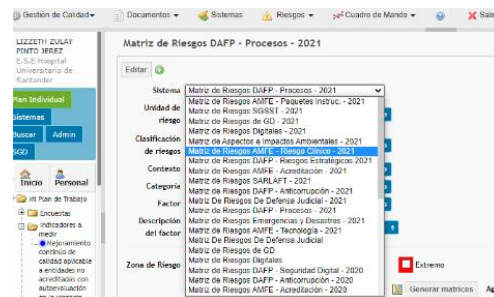 Gestión de Calidad
Documentos
Sistemas
Riesgos
Cuadro de Mando
LIZZETH ZULAY
PINTO JEREZ
E.S.E Hospital
Universitario de
Santander
Plan Individual
Sistemas
Buscar
Admin
SGD
Inicio
Personal
Mi Plan de Trabajo
Encuestas
Indicadores a
medir
Mejoramiento
continuo de
calidad aplicable
a entidades no
acreditadas con
autoevaluación
Matriz de Riesgos DAFP - Procesos - 2021
Editar
Sistema
Matriz de Riesgos DAFP - Procesos - 2021
Unidad de
riesgo
Clasificación
de riesgos
Contexto
Categoría
Factor
Descripción
del factor
Zona de Riesgo
Matriz de Riesgos AMFE - Paquetes Instruc. - 2021
Matriz de Riesgos SGSST - 2021
Matriz de Riesgos de GD - 2021
Matriz de Riesgos Digitales - 2021
Matriz de Aspectos e Impactos Ambientales - 2021
Matriz de Riesgos AMFE - Riesgo Clínico - 2021
Matriz de Riesgos DAFP - Riesgos Estratégicos 2021
Matriz de Riesgos AMFE - Acreditación - 2021
Matriz de Riesgos SARLAFT - 2021
Matriz de Riesgos DAFP - Anticorrupción - 2021
Matriz De Riesgos De Defensa Judicial - 2021
Matriz de Riesgos DAFP - Procesos - 2021
Matriz de Riesgos Emergencias y Desastres - 2021
Matriz de Riesgos AMFE - Tecnología - 2021
Matriz De Riesgos De Defensa Judicial
Matriz de Riesgos de GD
Matriz de Riesgos Digitales
Matriz de Riesgos DAFP - Seguridad Digital - 2020
Matriz de Riesgos DAFP - Anticorrupción - 2020
Matriz de Riesgos AMFE - Acreditación - 2020
Extremo
Generar matrices